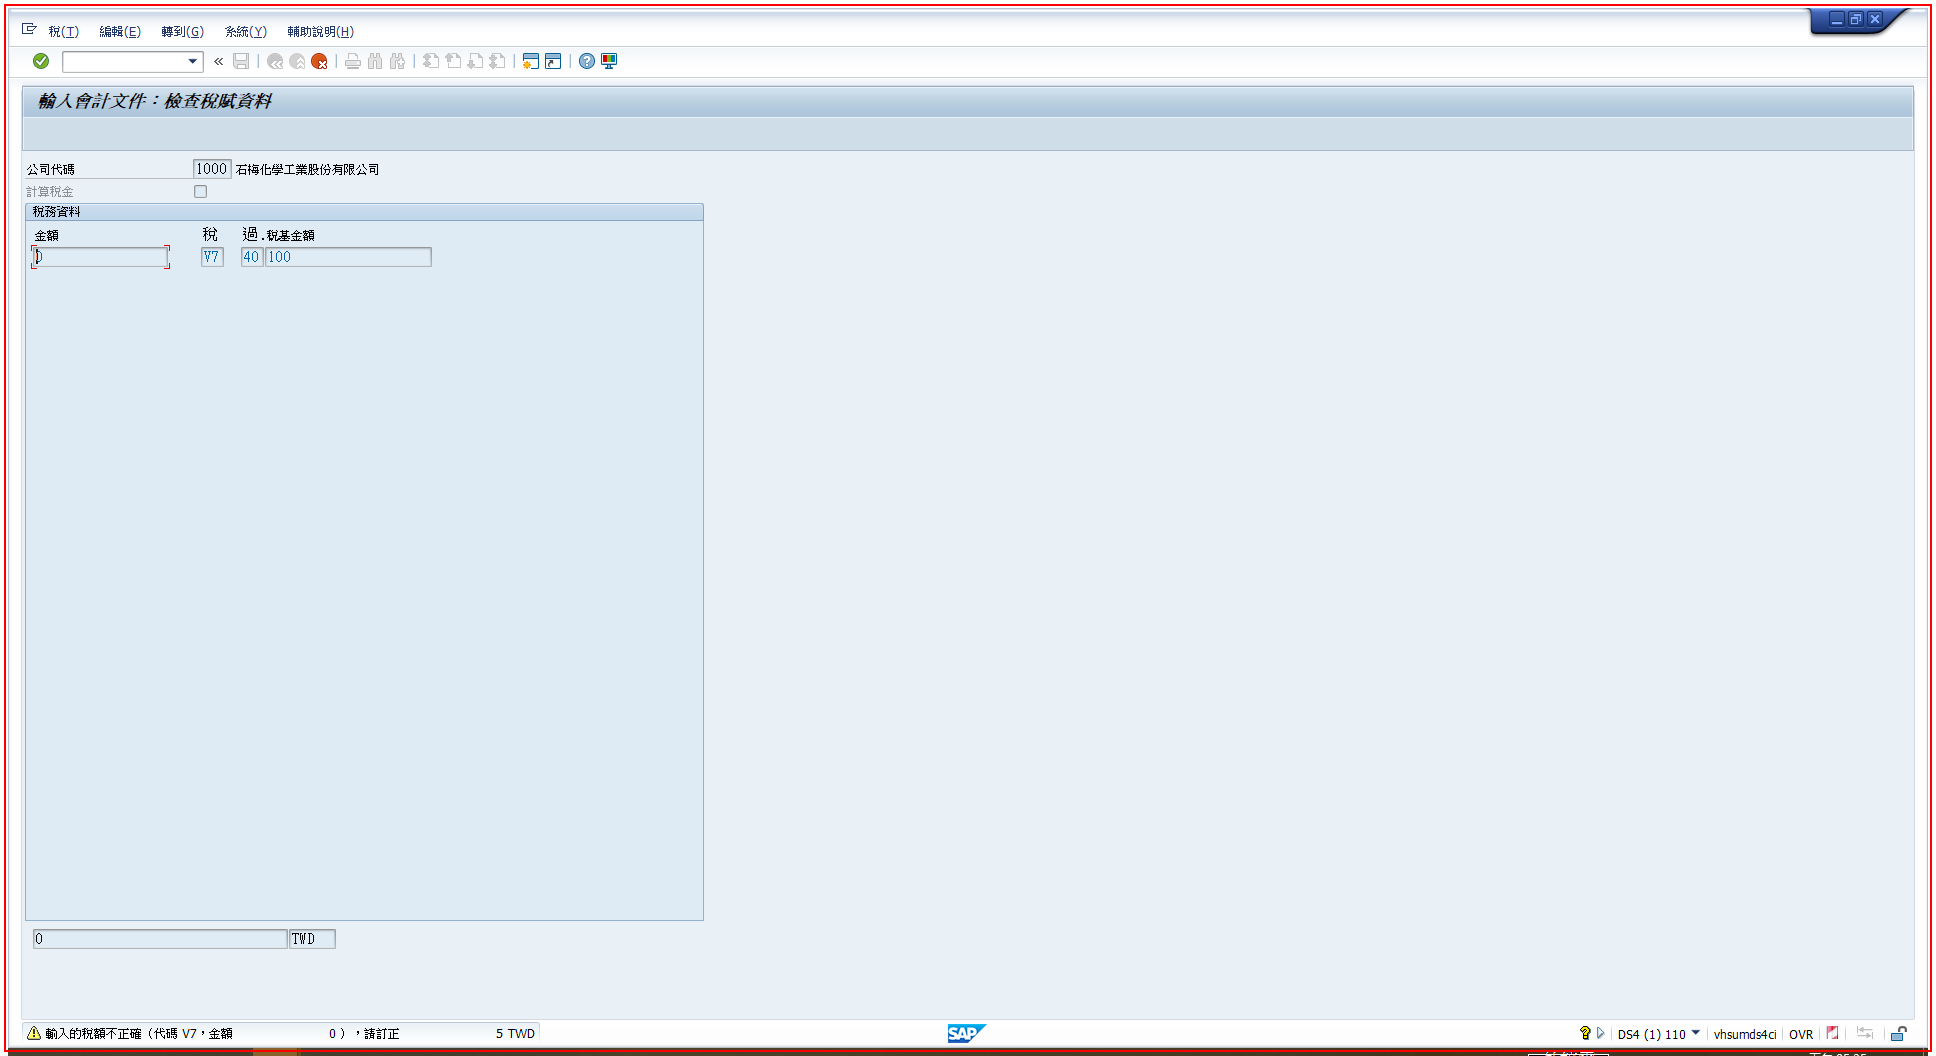 稅(T) 編輯(E) 轉到(G) 系統(Y) 輔助說明(H)
輸入會計文件：檢查稅賦資料
公司代碼 1000 石梅化學工業股份有限公司
計算稅金
稅務資料
金額 稅 過.稅基金額
0 V7 40 100
0 TWD
輸入的稅額不正確（代碼 V7，金額 0），請訂正 5 TWD
SAP
DS4 (1) 110 vhsumds4ci OVR